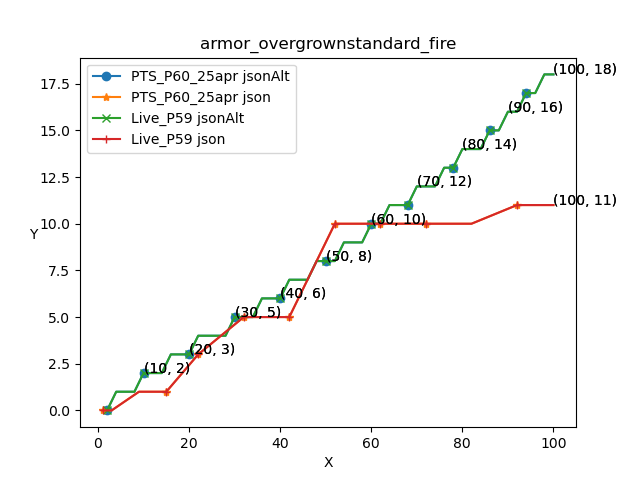 armor_overgrownstandard_fire
PTS_P60_25apr jsonAlt
PTS_P60_25apr json
Live_P59 jsonAlt
Live_P59 json
(100, 18)
(90, 16)
(80, 14)
(70, 12)
(100, 11)
(60, 10)
(50, 8)
(40, 6)
(30, 5)
(20, 3)
(10, 2)
Y
17.5
15.0
12.5
10.0
7.5
5.0
2.5
0.0
0 20 40 60 80 100
X